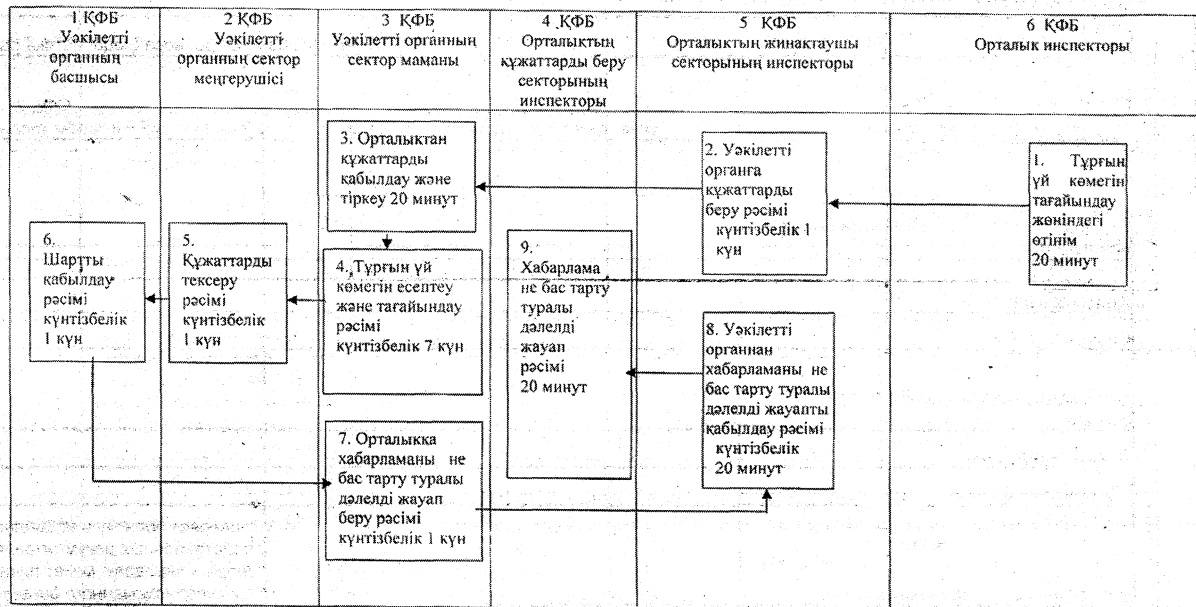 1 ҚФБ
Уәкілетті
органның
басшысы
2 ҚФБ
Уәкілетті
органның сектор
меңгерушісі
3 ҚФБ
Уәкілетті органның
сектор маманы
4 ҚФБ
Орталықтың
құжаттарды беру
секторының
инспекторы
5 ҚФБ
Орталықтың жинақтаушы
секторының инспекторы
6 ҚФБ
Орталық инспекторы
3. Орталықтан
құжаттарды
қабылдау және
тіркеу 20 минут
2. Уәкілетті
органга
құжаттарды
беру рәсімі
күнтізбелік 1
күн
1. Тұрғын
үй көмегін
тағайындау
жөніндегі
өтінім
20 минут
6.
Шартты
қабылдау
рәсімі
күнтізбелік
1 күн
5.
Құжаттарды
тексеру
рәсімі
күнтізбелік
1 күн
4. Тұрғын үй
көмегін есептеу
және тағайындау
рәсімі
күнтізбелік 7 күн
9.
Хабарлама
не бас тарту
туралы
дәлелді
жауап
рәсімі
20 минут
8. Уәкілетті
органнан
хабарламаны не
бас тарту туралы
дәлелді жауапты
қабылдау рәсімі
күнтізбелік
20 минут
7. Орталыкка
хабарламаны не
бас тарту туралы
дәлелді жауап
беру рәсімі
күнтізбелік 1 күн